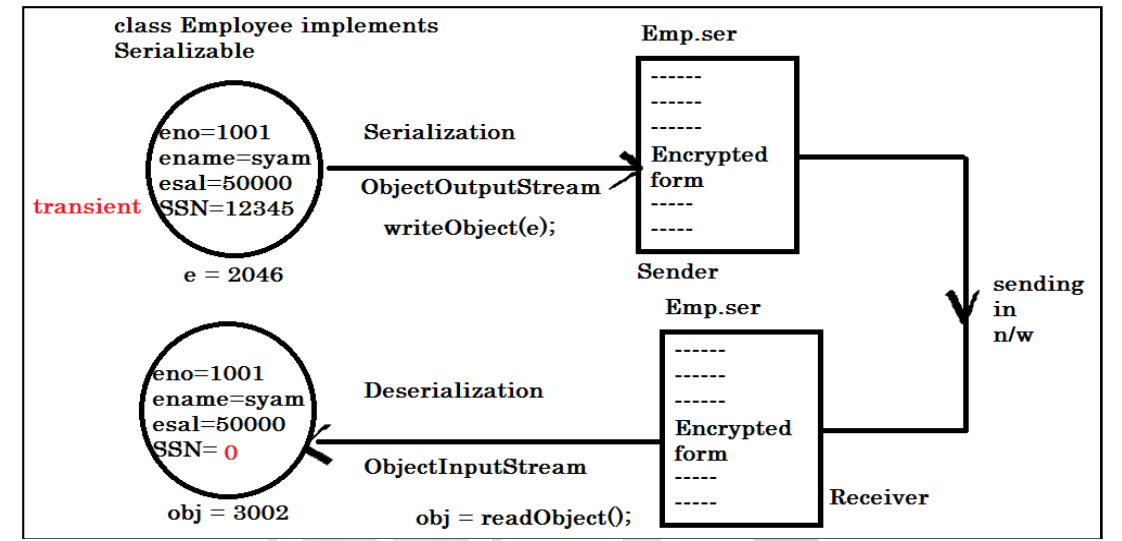 class Employee implements
Serializable
eno=1001
ename=syam
esal=50000
SSN=12345
transient
e = 2046
Serialization
ObjectOutputStream
writeObject(e);
Emp.ser
------
------
------
Encrypted
form
-----
-----
Sender
sending
in
n/w
Emp.ser
------
------
------
Encrypted
form
-----
-----
Receiver
Deserialization
ObjectInputStream
obj = readObject();
eno=1001
ename=syam
esal=50000
SSN= 0
obj = 3002